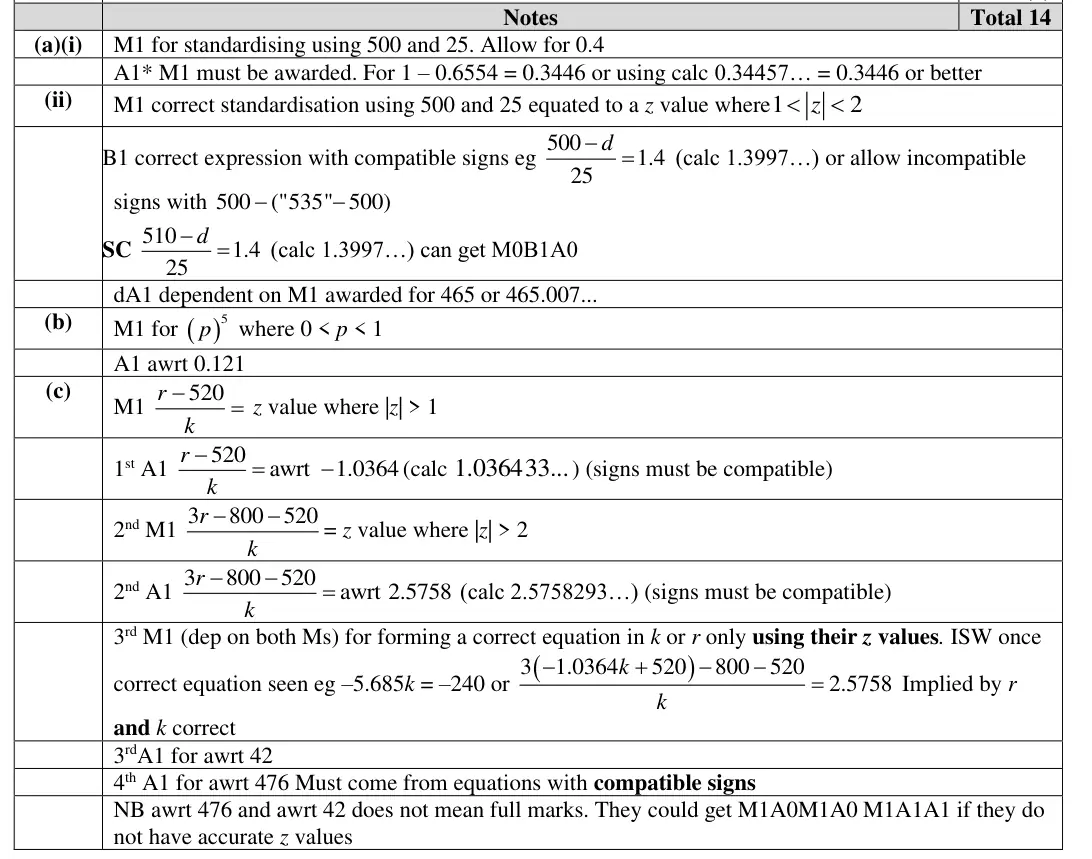 Notes Total 14
(a)(i) M1 for standardising using 500 and 25. Allow for 0.4
A1* M1 must be awarded. For 1 – 0.6554 = 0.3446 or using calc 0.34457… = 0.3446 or better
(ii) M1 correct standardisation using 500 and 25 equated to a z value where 1 < |z| < 2
B1 correct expression with compatible signs eg (500 − d)/25 = 1.4 (calc 1.3997…) or allow incompatible
signs with 500 − ("535"– 500)
SC (510 − d)/25 = 1.4 (calc 1.3997…) can get M0B1A0
dA1 dependent on M1 awarded for 465 or 465.007...
(b) M1 for (p)⁵ where 0 < p < 1
A1 awrt 0.121
(c) M1 (r − 520)/k = z value where |z| > 1
1st A1 (r − 520)/k = awrt −1.0364 (calc 1.036433...) (signs must be compatible)
2nd M1 (3r − 800 − 520)/k = z value where |z| > 2
2nd A1 (3r − 800 − 520)/k = awrt 2.5758 (calc 2.5758293…) (signs must be compatible)
3rd M1 (dep on both Ms) for forming a correct equation in k or r only using their z values. ISW once
correct equation seen eg –5.685k = –240 or (3(−1.0364k + 520) − 800 − 520)/k = 2.5758 Implied by r
and k correct
3rdA1 for awrt 42
4th A1 for awrt 476 Must come from equations with compatible signs
NB awrt 476 and awrt 42 does not mean full marks. They could get M1A0M1A0 M1A1A1 if they do
not have accurate z values